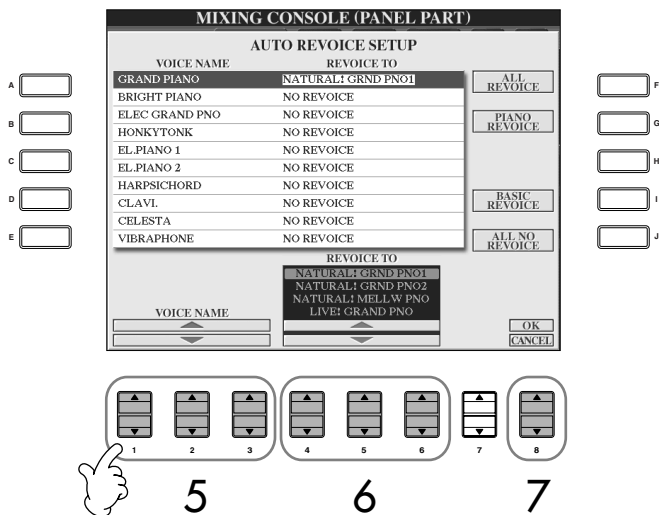 MIXING CONSOLE (PANEL PART)
AUTO REVOICE SETUP
VOICE NAME REVOICE TO
GRAND PIANO NATURAL! GRND PNO1
BRIGHT PIANO NO REVOICE
ELEC GRAND PNO NO REVOICE
HONKYTONK NO REVOICE
EL.PIANO 1 NO REVOICE
EL.PIANO 2 NO REVOICE
HARPSICHORD NO REVOICE
CLAVI. NO REVOICE
CELESTA NO REVOICE
VIBRAPHONE NO REVOICE
ALL
REVOICE
PIANO
REVOICE
BASIC
REVOICE
ALL NO
REVOICE
A
B
C
D
E
F
G
H
I
J
REVOICE TO
NATURAL! GRND PNO1
NATURAL! GRND PNO2
NATURAL! MELLW PNO
LIVE! GRAND PNO
VOICE NAME
OK
CANCEL
1 2 3 4 5 6 7 8
5 6 7